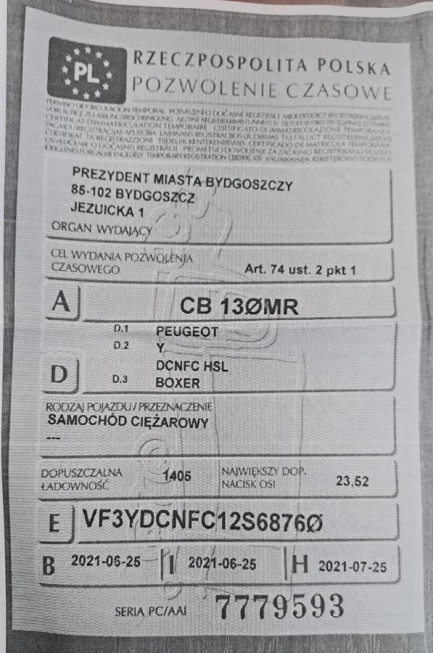 PL
RZECZPOSPOLITA POLSKA
POZWOLENIE CZASOWE
PREZYDENT MIASTA BYDGOSZCZY
85-102 BYDGOSZCZ
JEZUICKA 1
ORGAN WYDAJĄCY
CEL WYDANIA POZWOLENJA
CZASOWEGO Art. 74 ust. 2 pkt 1
A CB 13ØMR
D.1 PEUGEOT
D.2 Y
DCNFC HSL
D D.3 BOXER
RODZAJ POJAZDU/PRZEZNACZENIE
SAMOCHÓD CIĘŻAROWY
---
DOPUSZCZALNA ŁADOWNOŚĆ 1405 NAJWIĘKSZY DOP. NACISK OSI 23,52
E VF3YDCNFC12S6876Ø
B 2021-06-25 I 2021-06-25 H 2021-07-25
SERIA PC/AAI 7779593